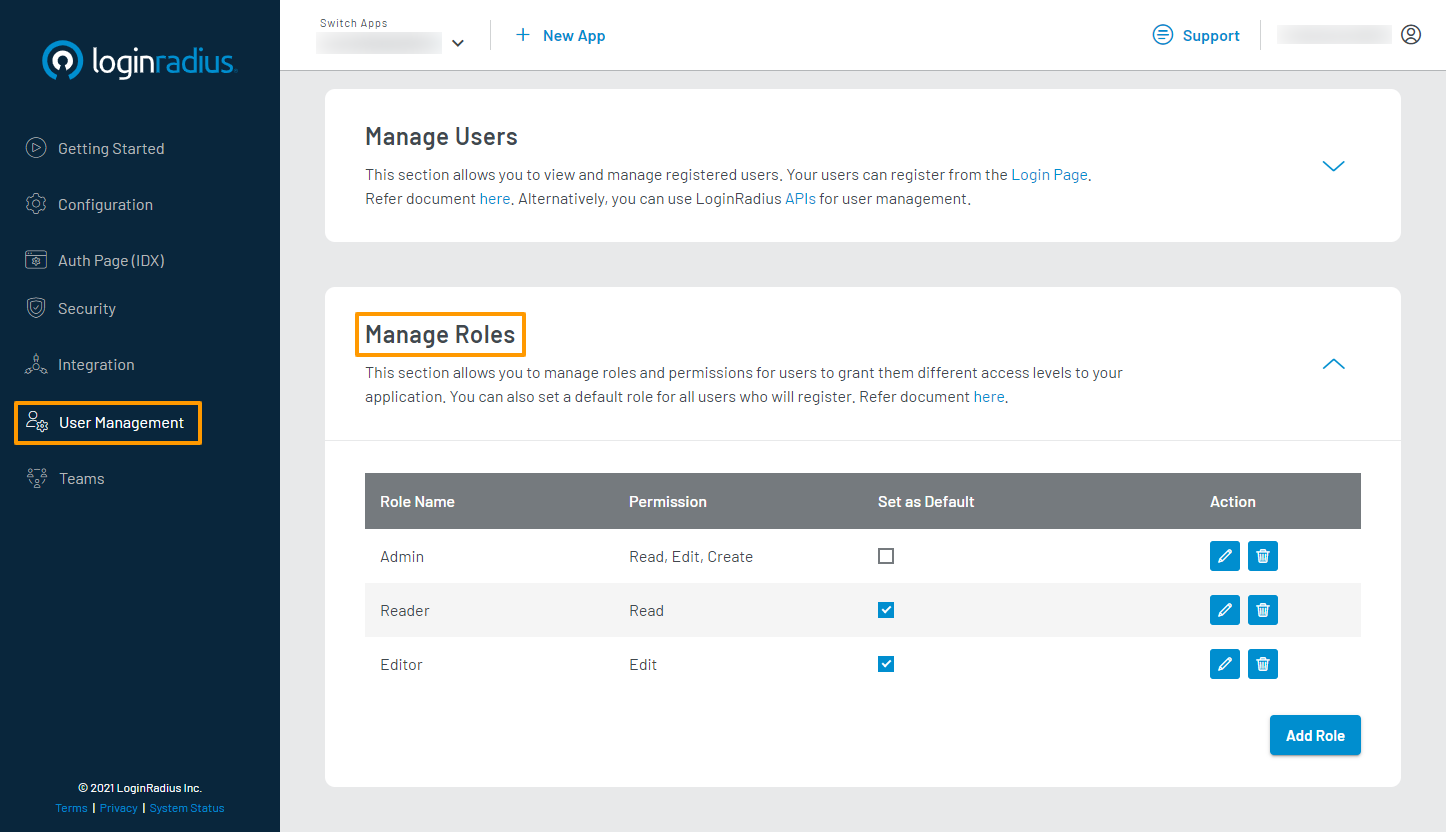 loginradius
Getting Started
Configuration
Auth Page (IDX)
Security
Integration
User Management
Teams
© 2021 LoginRadius Inc.
Terms | Privacy | System Status
Switch Apps
+ New App
Support
Manage Users
This section allows you to view and manage registered users. Your users can register from the Login Page.
Refer document here. Alternatively, you can use LoginRadius APIs for user management.
Manage Roles
This section allows you to manage roles and permissions for users to grant them different access levels to your
application. You can also set a default role for all users who will register. Refer document here.
Role Name Permission Set as Default Action
Admin Read, Edit, Create
Reader Read
Editor Edit
Add Role